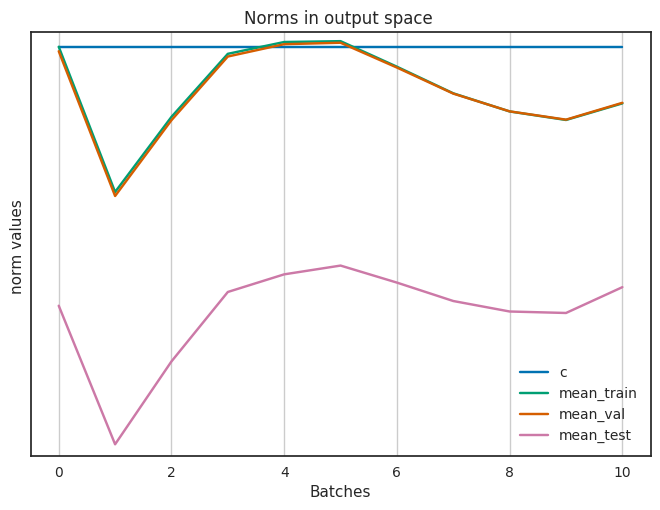 Norms in output space
norm values
c
mean_train
mean_val
mean_test
0 2 4 6 8 10
Batches